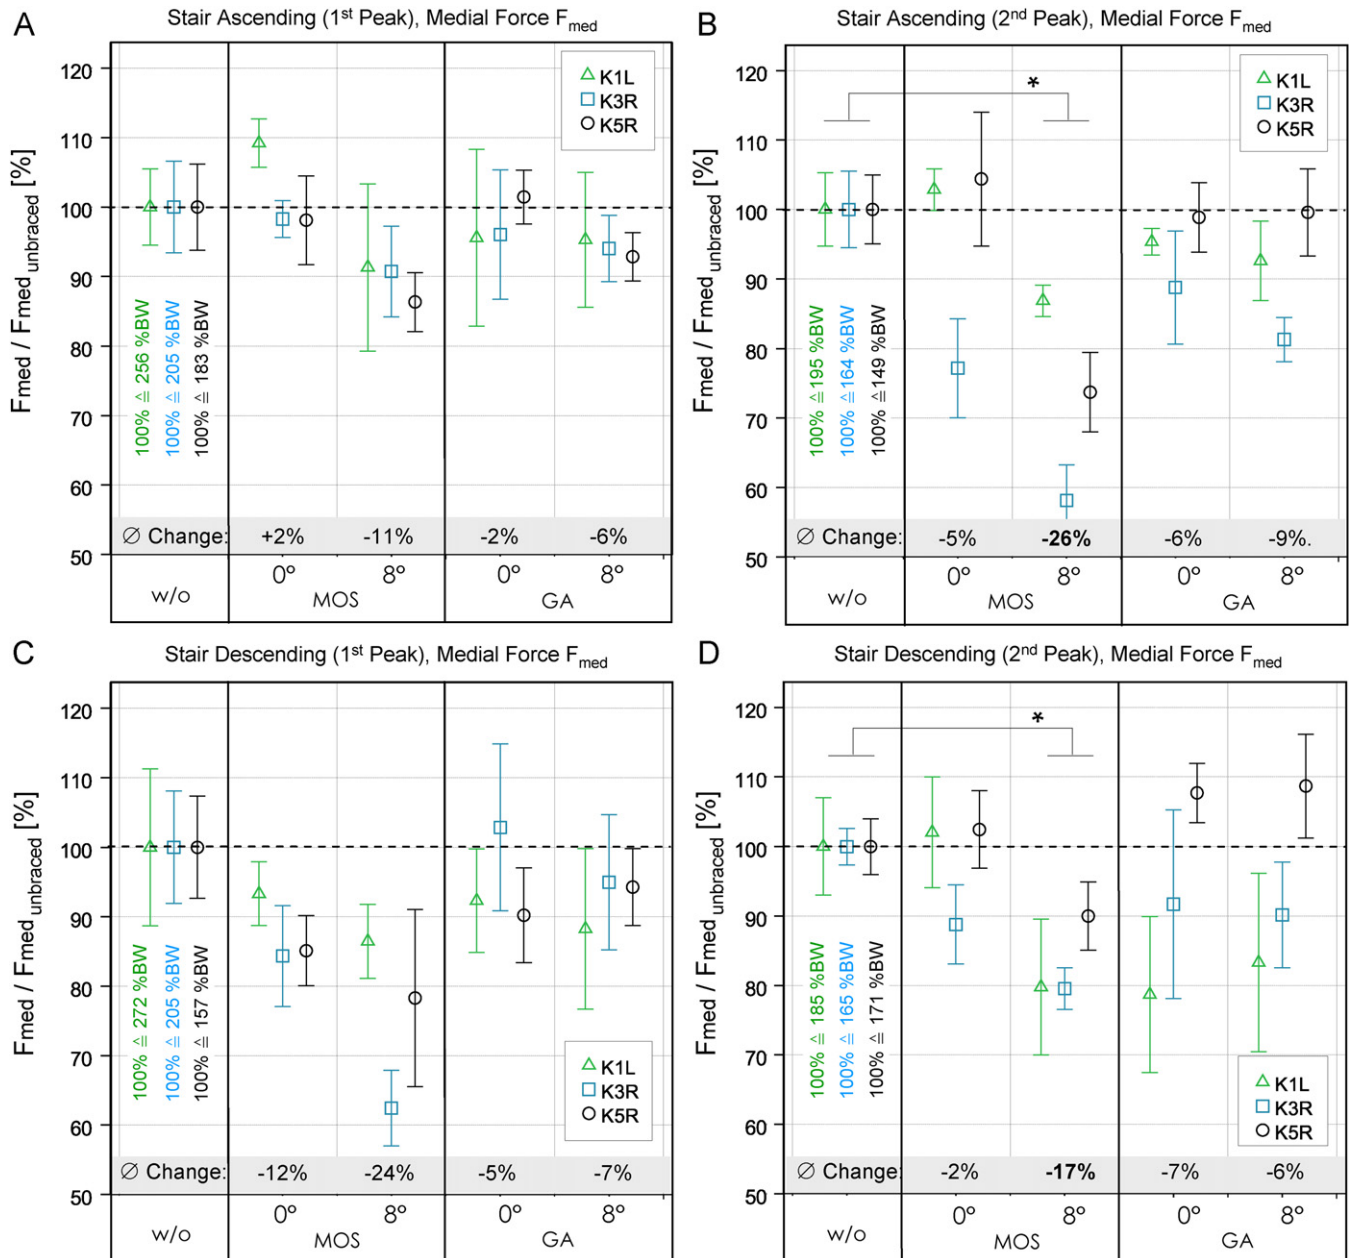 A
Stair Ascending (1st Peak), Medial Force Fmed
Fmed / Fmedunbraced [%]
120
110
100
90
80
70
60
50
K1L
K3R
K5R
100% ≙ 256 %BW
100% ≙ 205 %BW
100% ≙ 183 %BW
∅ Change: +2% -11% -2% -6%
0° 8° 0° 8°
w/o MOS GA
B
Stair Ascending (2nd Peak), Medial Force Fmed
Fmed / Fmedunbraced [%]
120
110
100
90
80
70
60
50
*
K1L
K3R
K5R
100% ≙195 %BW
100% ≙164 %BW
100% ≙149 %BW
∅ Change: -5% -26% -6% -9%.
0° 8° 0° 8°
w/o MOS GA
C
Stair Descending (1st Peak), Medial Force Fmed
Fmed / Fmedunbraced [%]
120
110
100
90
80
70
60
50
100% ≙ 272 %BW
100% ≙ 205 %BW
100% ≙ 157 %BW
K1L
K3R
K5R
∅ Change: -12% -24% -5% -7%
0° 8° 0° 8°
w/o MOS GA
D
Stair Descending (2nd Peak), Medial Force Fmed
Fmed / Fmedunbraced [%]
120
110
100
90
80
70
60
50
*
100% ≙ 185 %BW
100% ≙ 165 %BW
100% ≙ 171 %BW
K1L
K3R
K5R
∅ Change: -2% -17% -7% -6%
0° 8° 0° 8°
w/o MOS GA